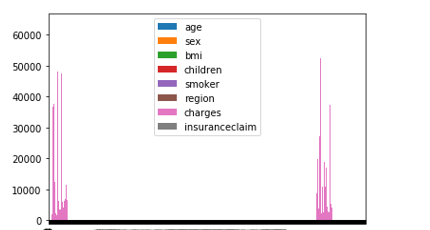 60000
50000
40000
30000
20000
10000
0
age
sex
bmi
children
smoker
region
charges
insuranceclaim